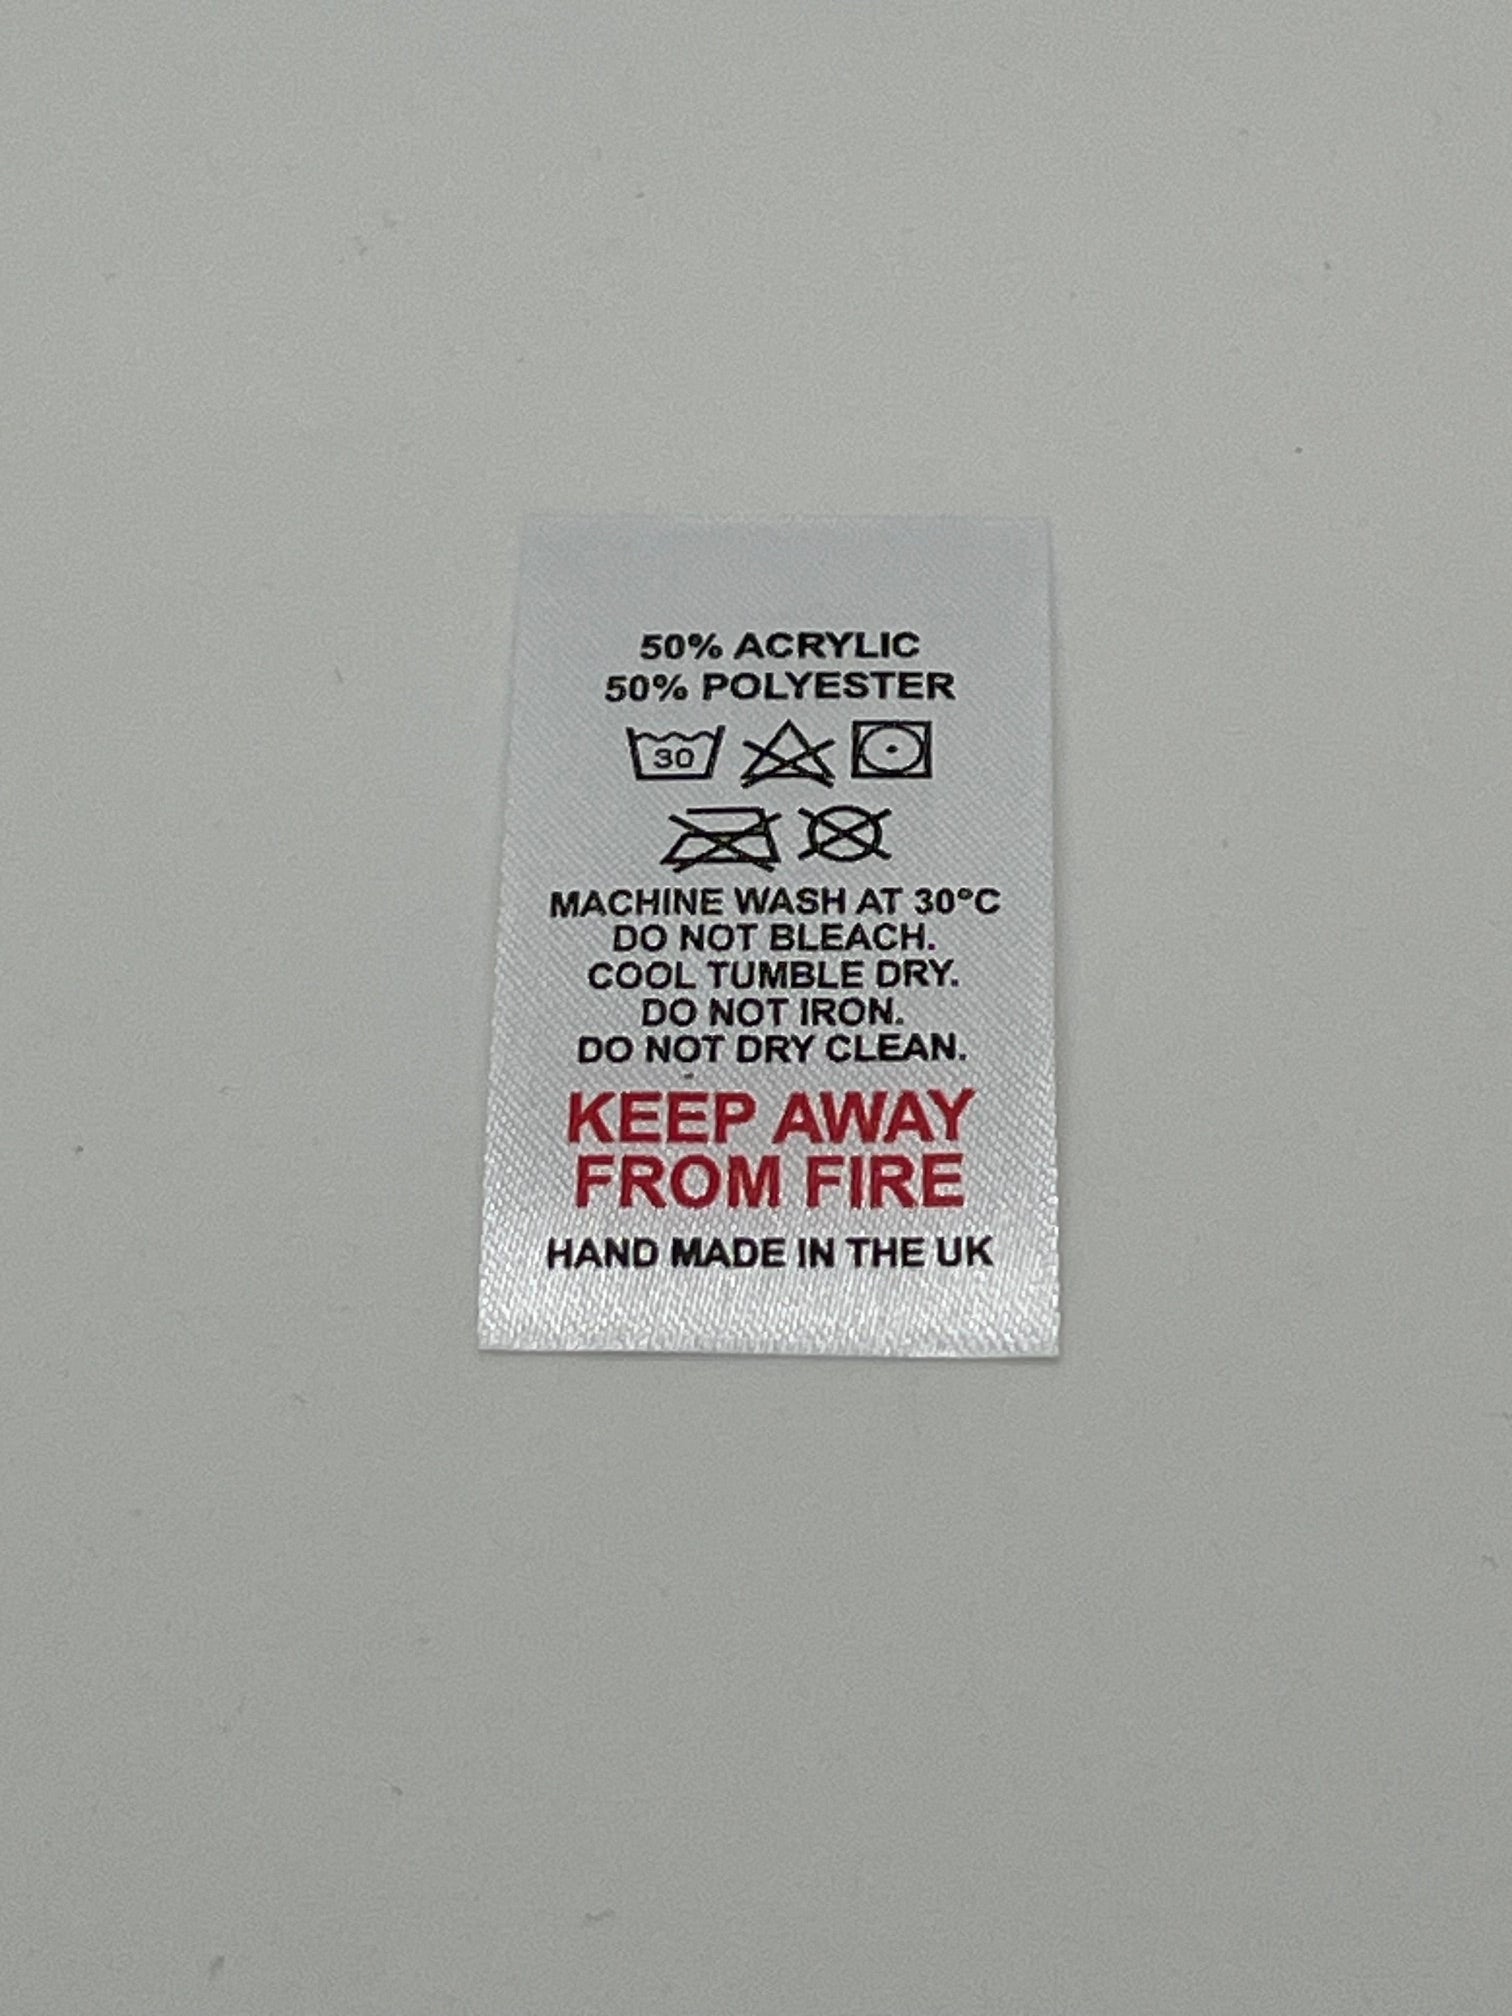 50% ACRYLIC
50% POLYESTER
30
MACHINE WASH AT 30°C
DO NOT BLEACH.
COOL TUMBLE DRY.
DO NOT IRON.
DO NOT DRY CLEAN.
KEEP AWAY
FROM FIRE
HAND MADE IN THE UK